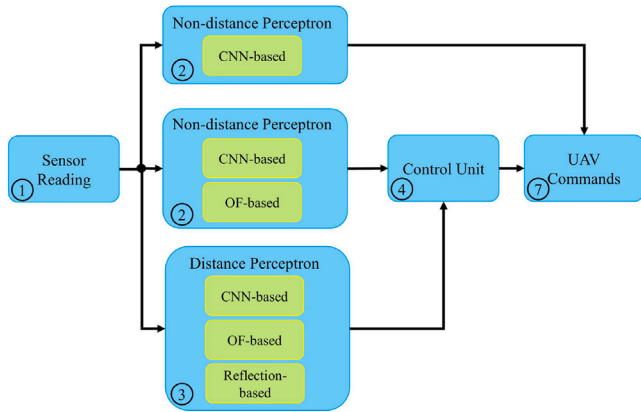 Non-distance Perceptron
CNN-based
2
Non-distance Perceptron
CNN-based
OF-based
2
Sensor
Reading
1
Control Unit
4
UAV
Commands
7
Distance Perceptron
CNN-based
OF-based
Reflection-
based
3